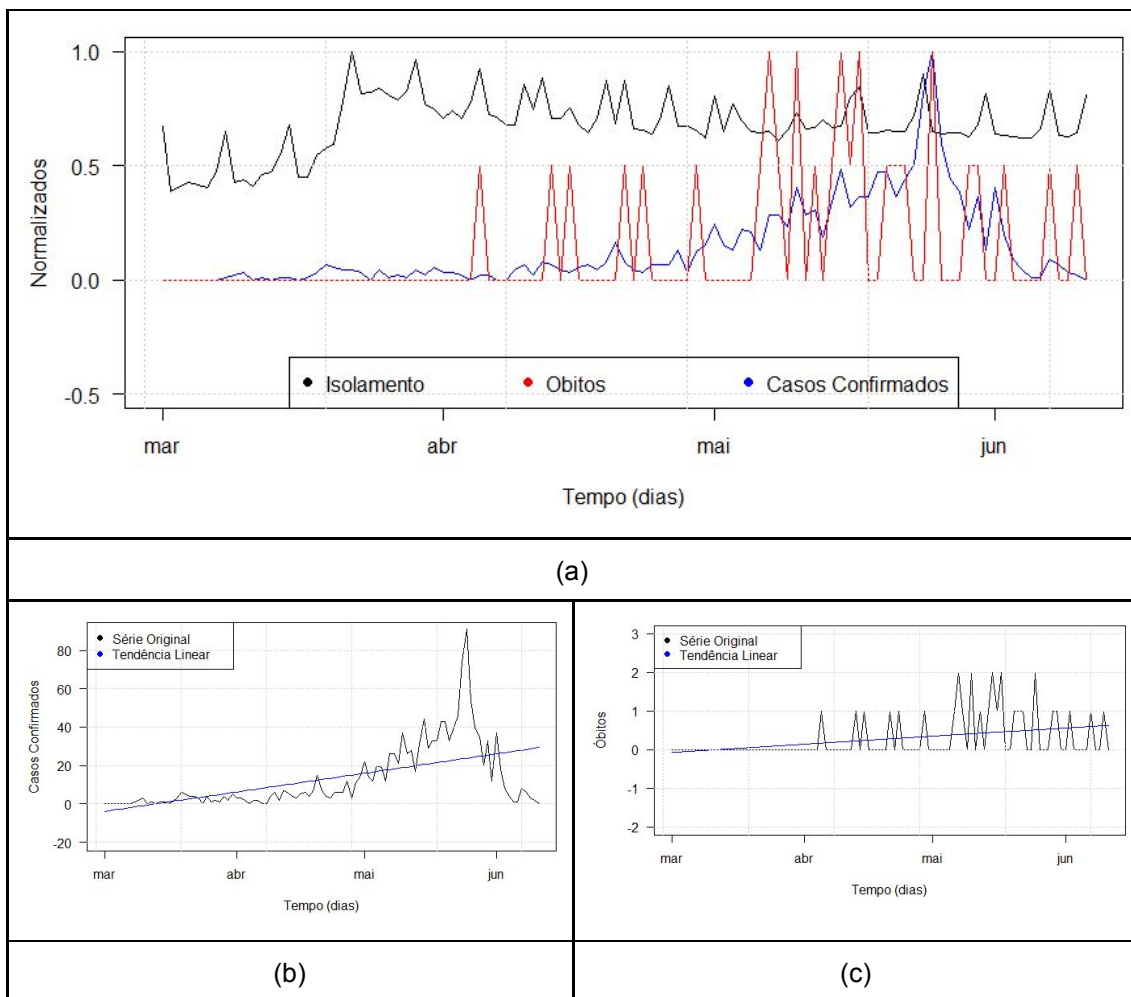 1.0
0.5
0.0
-0.5
Normalizados
Isolamento Obitos Casos Confirmados
mar abr mai jun
Tempo (dias)
(a)
Série Original
Tendência Linear
80
60
40
20
0
-20
Casos Confirmados
mar abr mai jun
Tempo (dias)
(b)
Série Original
Tendência Linear
3
2
1
0
-1
-2
Óbitos
mar abr mai jun
Tempo (dias)
(c)